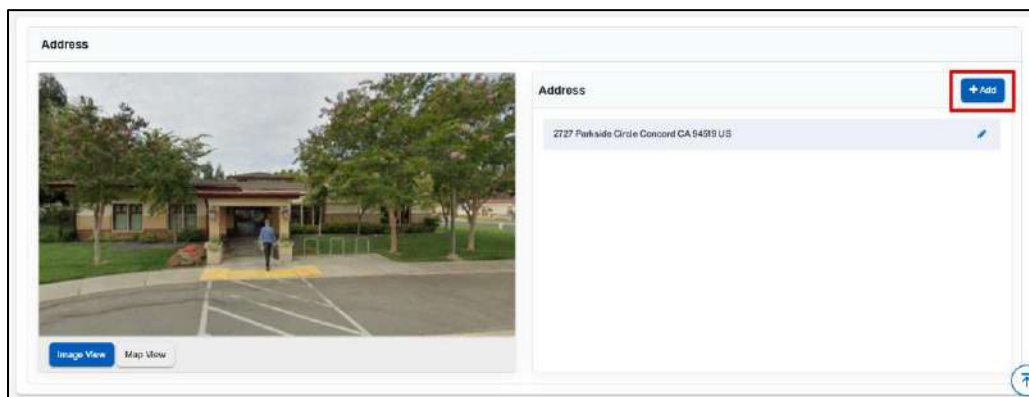 Address
Address
+ Add
2727 Parkside Circle Concord CA 94519 US
Image View
Map View